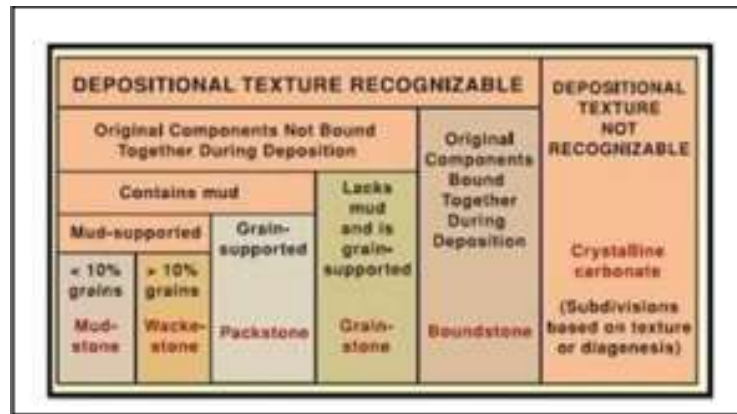 DEPOSITIONAL TEXTURE RECOGNIZABLE
Original Components Not Bound
Together During Deposition
Contains mud
Mud-supported
< 10%
grains
Mud-
stone
> 10%
grains
Wacke-
stone
Grain-
supported
Packstone
Lacks
mud
and is
grain-
supported
Grain-
stone
Original
Components
Bound
Together
During
Deposition
Boundstone
DEPOSITIONAL
TEXTURE
NOT
RECOGNIZABLE
Crystalline
carbonate
(Subdivisions
based on texture
or diagenesis)